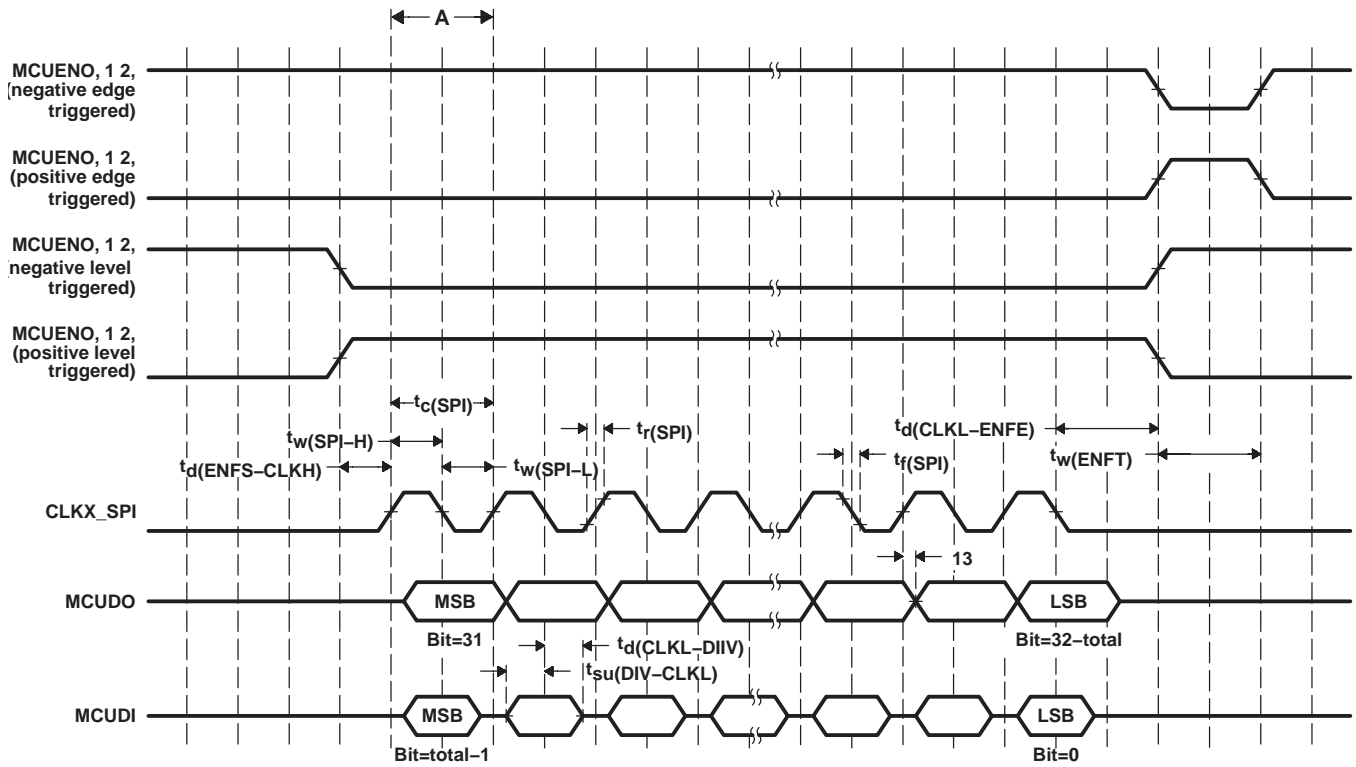 A
MCUENO, 1 2,
(negative edge
triggered)
MCUENO, 1 2,
(positive edge
triggered)
MCUENO, 1 2,
(negative level
triggered)
MCUENO, 1 2,
(positive level
triggered)
tc(SPI)
tw(SPI–H)
tr(SPI)
td(CLKL–ENFE)
td(ENFS–CLKH)
tw(SPI–L)
tf(SPI)
tw(ENFT)
CLKX_SPI
13
MCUDO
MSB
LSB
Bit=31
Bit=32–total
td(CLKL–DIIV)
tsu(DIV–CLKL)
MCUDI
MSB
LSB
Bit=total–1
Bit=0